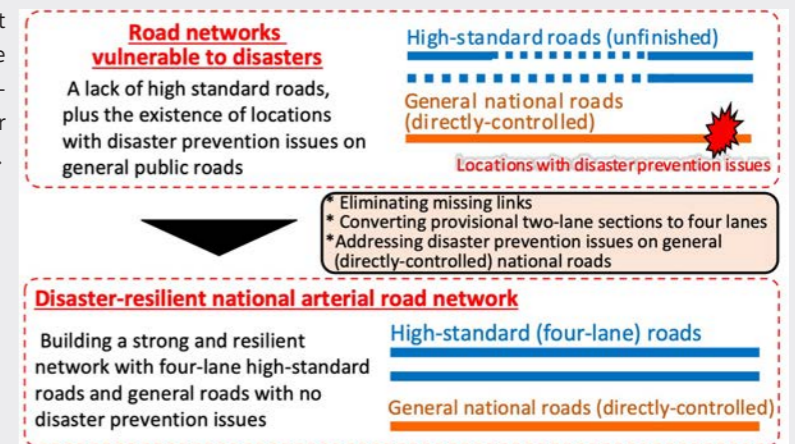 t
e
-
r
.
Road networks
vulnerable to disasters
A lack of high standard roads,
plus the existence of locations
with disaster prevention issues on
general public roads
High-standard roads (unfinished)
General national roads
(directly-controlled)
Locations with disaster prevention issues
* Eliminating missing links
* Converting provisional two-lane sections to four lanes
*Addressing disaster prevention issues on general
(directly-controlled) national roads
Disaster-resilient national arterial road network
Building a strong and resilient
network with four-lane high-standard
roads and general roads with no
disaster prevention issues
High-standard (four-lane) roads
General national roads (directly-controlled)